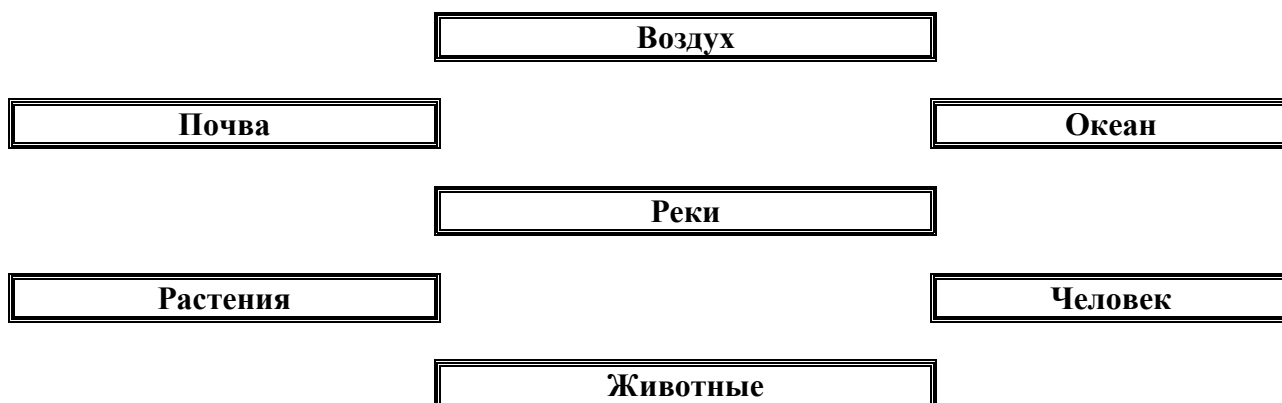 Воздух
Почва
Океан
Реки
Растения
Человек
Животные